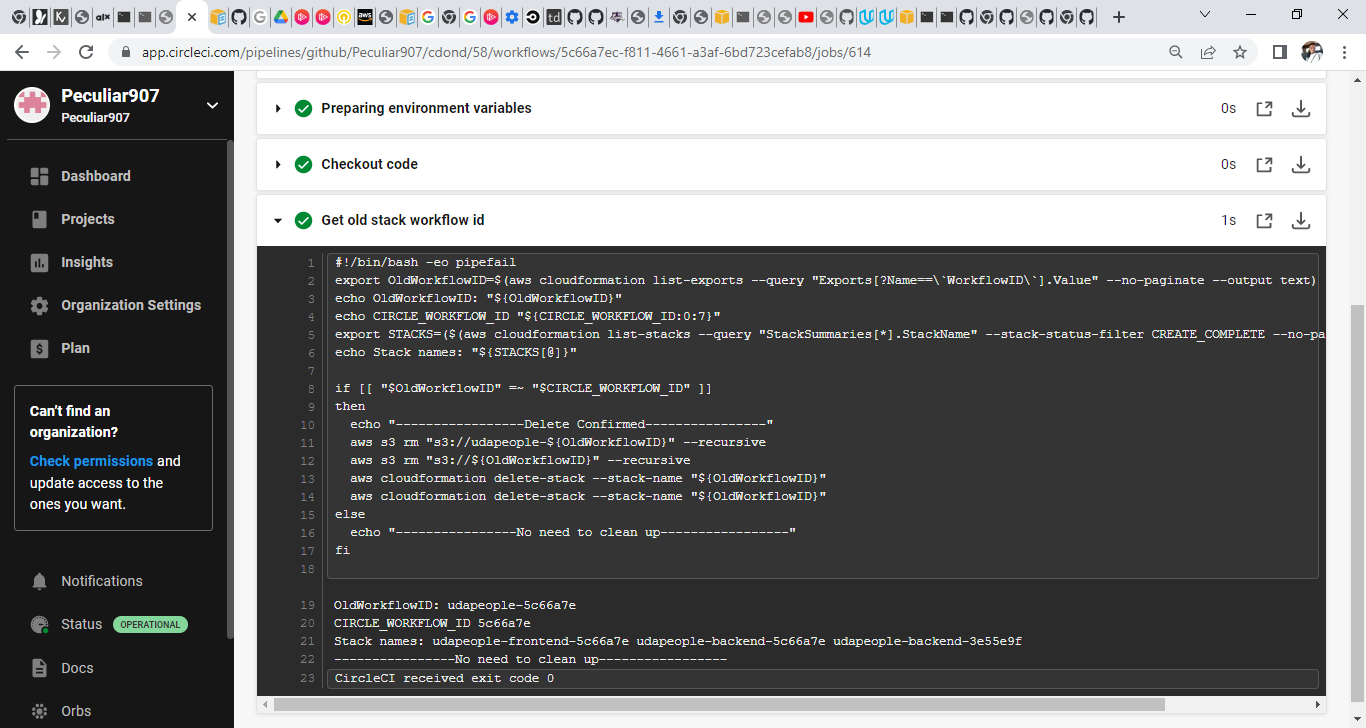 app.circleci.com/pipelines/github/Peculiar907/cdond/58/workflows/5c66a7ec-f811-4661-a3af-6bd723cefab8/jobs/614
Peculiar907
Peculiar907
Dashboard
Projects
Insights
Organization Settings
Plan
Can't find an
organization?
Check permissions and
update access to the
ones you want.
Notifications
Status OPERATIONAL
Docs
Orbs
Preparing environment variables 0s
Checkout code 0s
Get old stack workflow id 1s
1 #!/bin/bash -eo pipefail
2 export OldWorkflowID=$(aws cloudformation list-exports --query "Exports[?Name==\`WorkflowID\`].Value" --no-paginate --output text)
3 echo OldWorkflowID: "${OldWorkflowID}"
4 echo CIRCLE_WORKFLOW_ID "${CIRCLE_WORKFLOW_ID:0:7}"
5 export STACKS=($(aws cloudformation list-stacks --query "StackSummaries[*].StackName" --stack-status-filter CREATE_COMPLETE --no-pa
6 echo Stack names: "${STACKS[@]}"
7
8 if [[ "$OldWorkflowID" =~ "$CIRCLE_WORKFLOW_ID" ]]
9 then
10 echo "-----------------Delete Confirmed----------------"
11 aws s3 rm "s3://udapeople-${OldWorkflowID}" --recursive
12 aws s3 rm "s3://${OldWorkflowID}" --recursive
13 aws cloudformation delete-stack --stack-name "${OldWorkflowID}"
14 aws cloudformation delete-stack --stack-name "${OldWorkflowID}"
15 else
16 echo "----------------No need to clean up-----------------"
17 fi
18
19 OldWorkflowID: udapeople-5c66a7e
20 CIRCLE_WORKFLOW_ID 5c66a7e
21 Stack names: udapeople-frontend-5c66a7e udapeople-backend-5c66a7e udapeople-backend-3e55e9f
22 ----------------No need to clean up-----------------
23 CircleCI received exit code 0